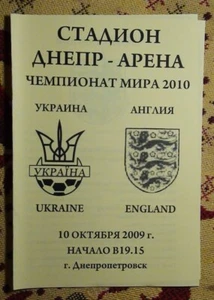 СТАДИОН
ДНЕПР - АРЕНА
ЧЕМПИОНАТ МИРА 2010
УКРАИНА АНГЛИЯ
УКРАЇНА
UKRAINE ENGLAND
10 ОКТЯБРЯ 2009 г.
НАЧАЛО В19.15
г. Днепропетровск